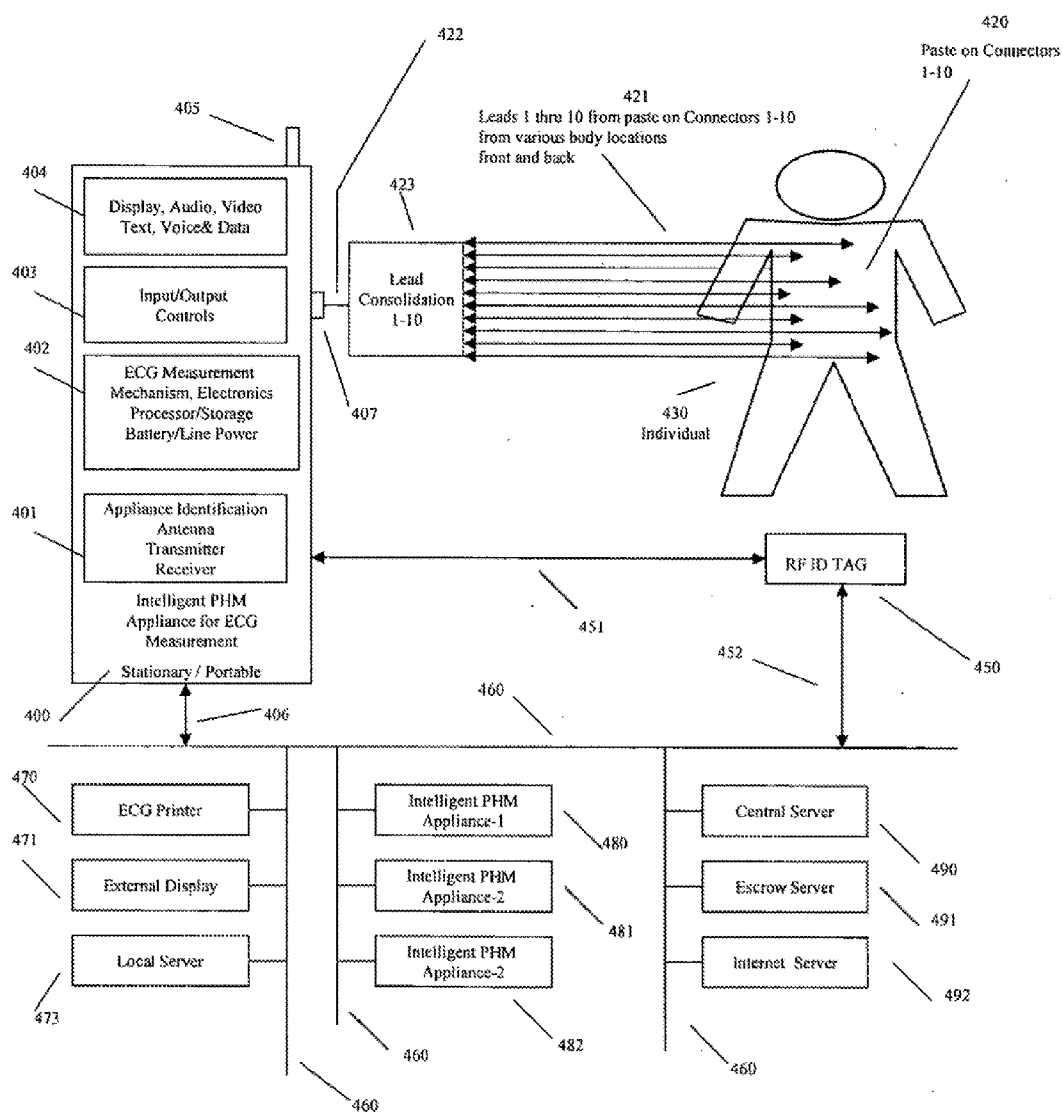 422
420
Paste on Connectors
1-10
405
421
Leads 1 thru 10 from paste on Connectors 1-10
from various body locations
front and back
404
Display, Audio, Video
Text, Voice& Data
423
403
Input/Output
Controls
Lead
Consolidation
1-10
402
ECG Measurement
Mechanism, Electronics
Processor/Storage
Battery/Line Power
407
430
Individual
401
Appliance Identification
Antenna
Transmitter
Receiver
RF ID TAG
Intelligent PHM
Appliance for ECG
Measurement
451
452
450
Stationary / Portable
400
406
460
470
ECG Printer
Intelligent PHM
Appliance-1
480
Central Server
490
471
External Display
Intelligent PHM
Appliance-2
481
Escrow Server
491
Local Server
Intelligent PHM
Appliance-2
Internet Server
492
473
460
482
460
460